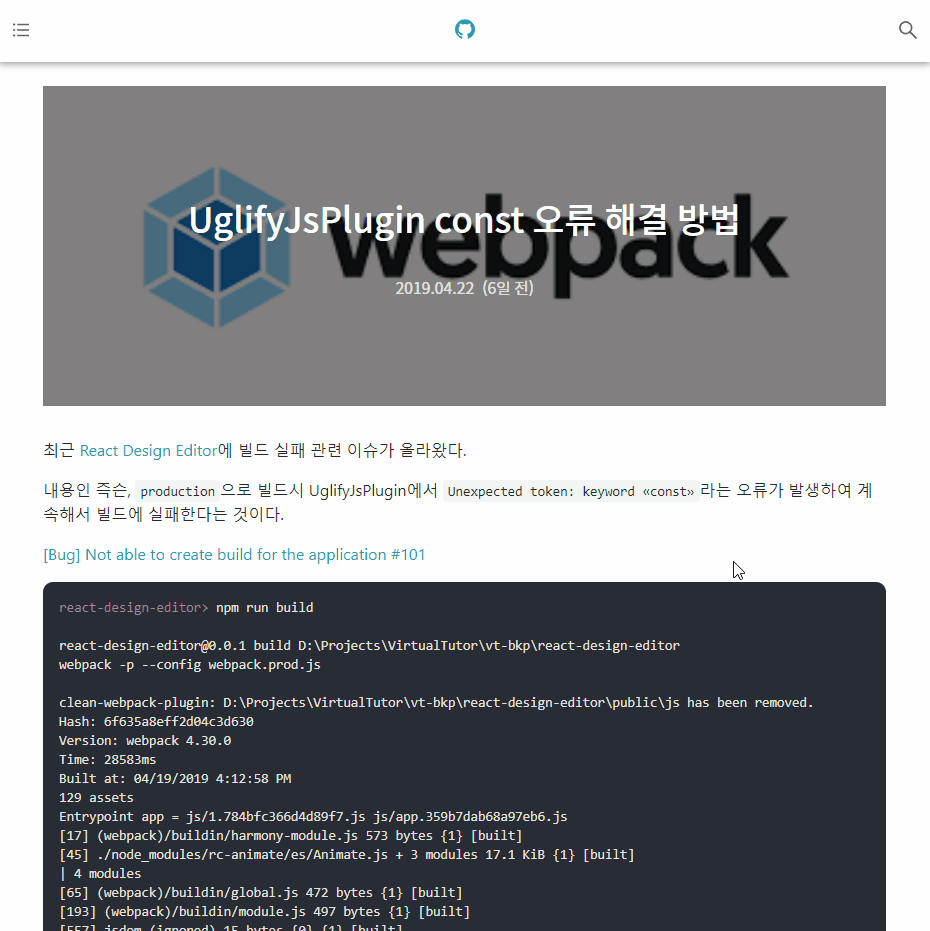 webpack
UglifyJsPlugin const 오류 해결 방법
2019.04.22 (6일 전)
최근 React Design Editor에 빌드 실패 관련 이슈가 올라왔다.
내용인 즉슨, production 으로 빌드시 UglifyJsPlugin에서 Unexpected token: keyword «const» 라는 오류가 발생하여 계
속해서 빌드에 실패한다는 것이다.
[Bug] Not able to create build for the application #101
react-design-editor> npm run build
react-design-editor@0.0.1 build D:\Projects\VirtualTutor\vt-bkp\react-design-editor
webpack -p --config webpack.prod.js
clean-webpack-plugin: D:\Projects\VirtualTutor\vt-bkp\react-design-editor\public\js has been removed.
Hash: 6f635a8eff2d04c3d630
Version: webpack 4.30.0
Time: 28583ms
Built at: 04/19/2019 4:12:58 PM
129 assets
Entrypoint app = js/1.784bfc366d4d89f7.js js/app.359b7dab68a97eb6.js
[17] (webpack)/buildin/harmony-module.js 573 bytes {1} [built]
[45] ./node_modules/rc-animate/es/Animate.js + 3 modules 17.1 KiB {1} [built]
| 4 modules
[65] (webpack)/buildin/global.js 472 bytes {1} [built]
[193] (webpack)/buildin/module.js 497 bytes {1} [built]
[557] jsdom (ignored) 15 bytes {0} {1} [built]